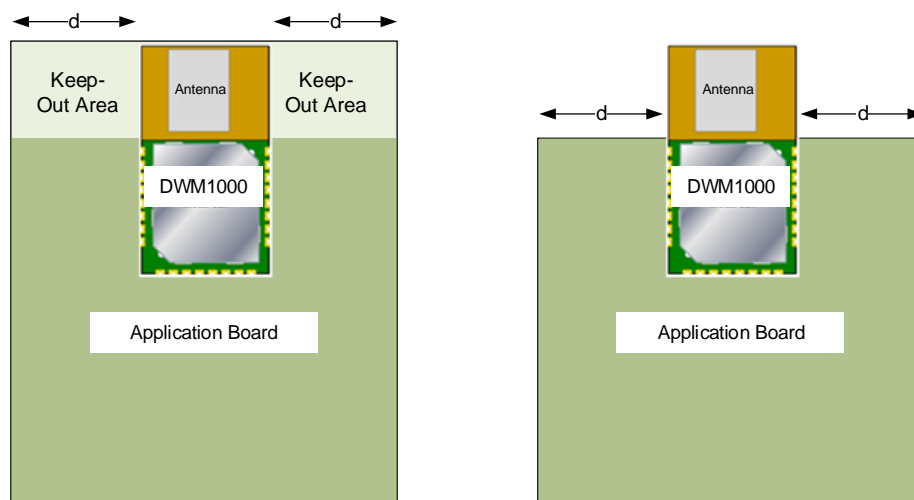 d
d
Keep-
Out Area
Antenna
Keep-
Out Area
DWM1000
Application Board
Antenna
d
d
DWM1000
Application Board